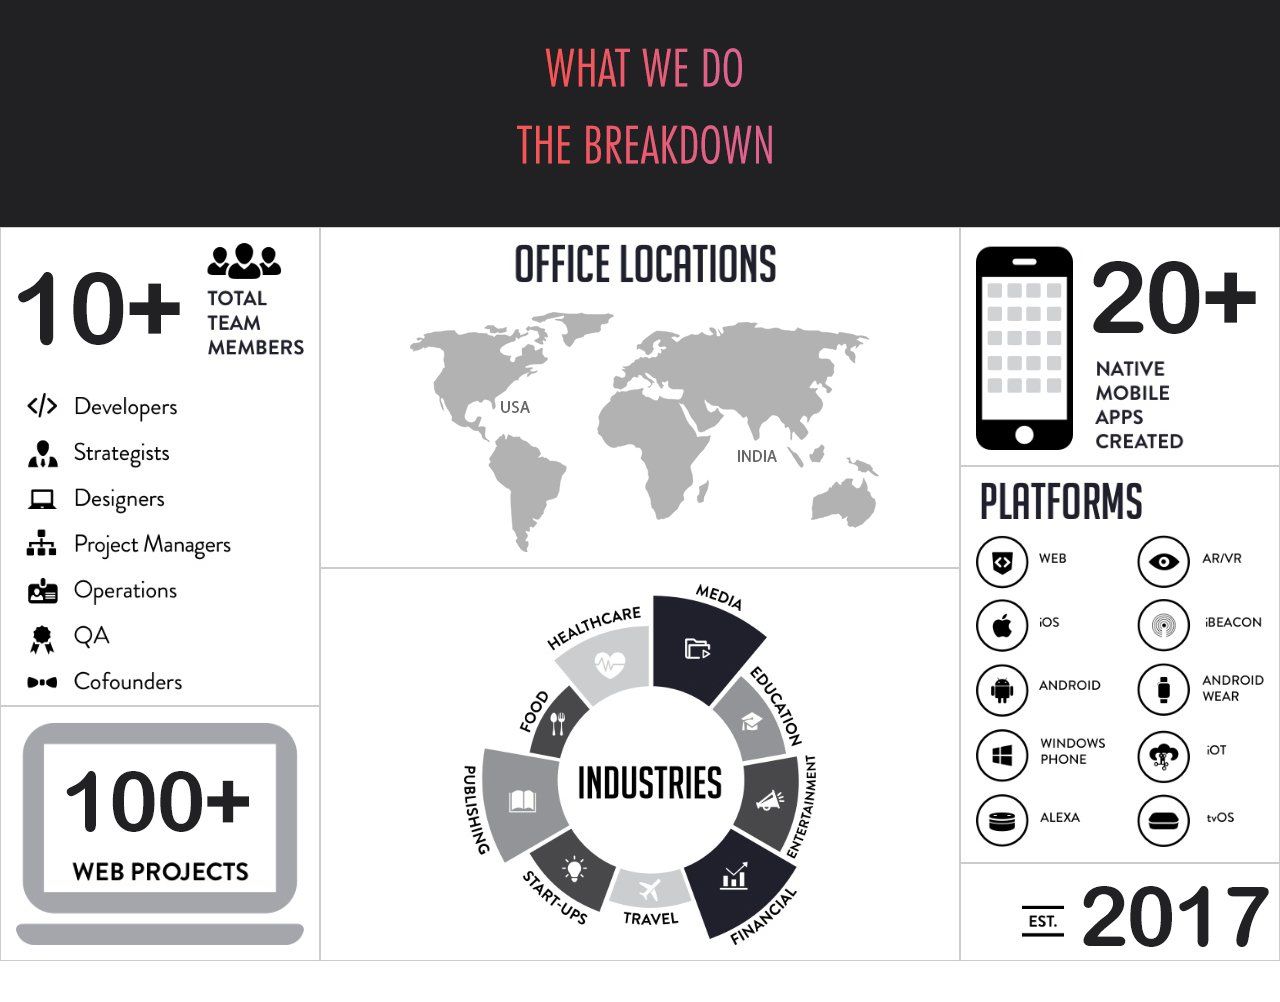 WHAT WE DO
THE BREAKDOWN
10+
TOTAL
TEAM
MEMBERS
Developers
Strategists
Designers
Project Managers
Operations
QA
Cofounders
100+
WEB PROJECTS
OFFICE LOCATIONS
USA
INDIA
INDUSTRIES
MEDIA
EDUCATION
ENTERTAINMENT
FINANCIAL
TRAVEL
START-UPS
PUBLISHING
FOOD
HEALTHCARE
20+
NATIVE
MOBILE
APPS
CREATED
PLATFORMS
WEB
AR/VR
iOS
iBEACON
ANDROID
ANDROID
WEAR
WINDOWS
PHONE
iOT
ALEXA
tvOS
EST.
2017